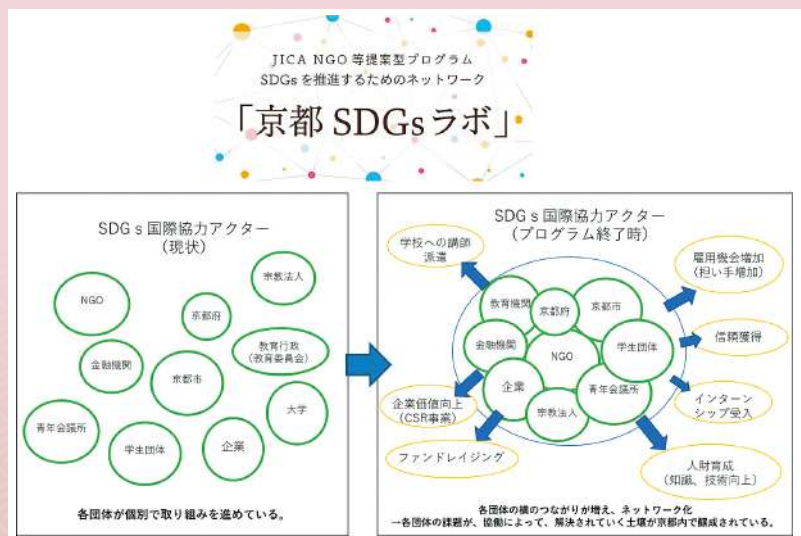 JICA NGO 等提案型プログラム
SDGs を推進するためのネットワーク
「京都 SDGs ラボ」
SDGs国際協力アクター
(現状)
宗教法人
NGO
京都府
教育行政
(教育委員会)
金融機関
京都市
大学
青年会議所
学生団体
企業
各団体が個別で取り組みを進めている。
SDGs国際協力アクター
(プログラム終了時)
学校への講師
派遣
雇用機会増加
(担い手増加)
教育機関
京都府
京都市
信頼獲得
金融機関
NGO
学生団体
企業
青年会議所
インターン
シップ受入
企業価値向上
(CSR事業)
宗教法人
ファンドレイジング
人財育成
(知識、技術向上)
各団体の横のつながりが増え、ネットワーク化
→各団体の課題が、協働によって、解決されていく土壌が京都内で醸成されている。